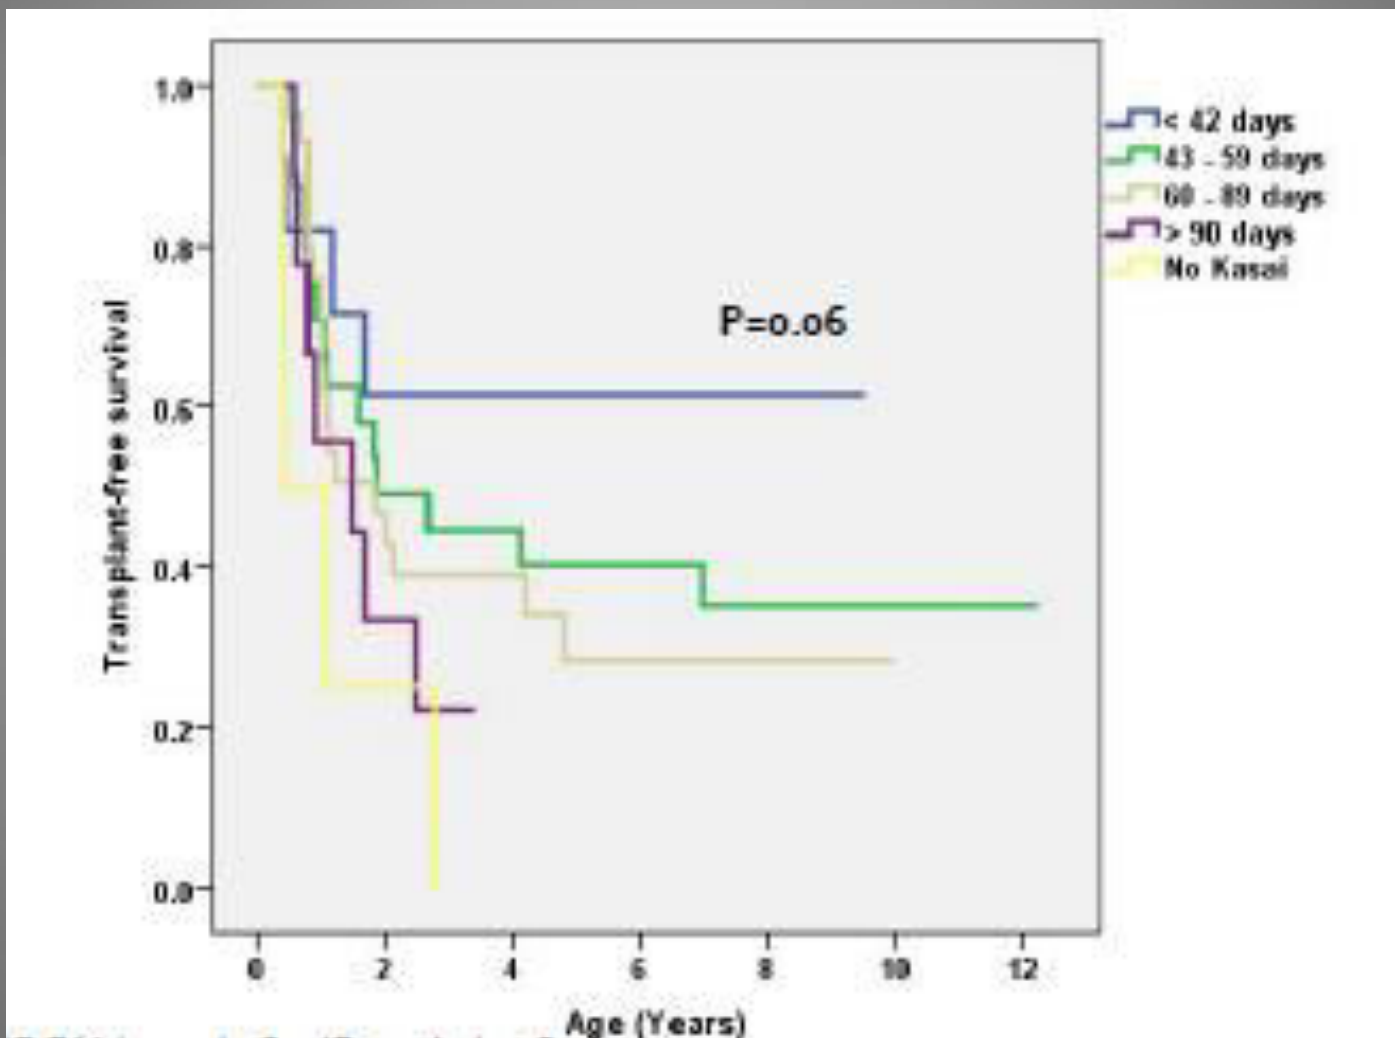 1.0
0.8
0.6
0.4
0.2
0.0
Transplant-free survival
P=0.06
< 42 days
43 - 59 days
60 - 89 days
> 90 days
No Kasai
0 2 4 6 8 10 12
Age (Years)